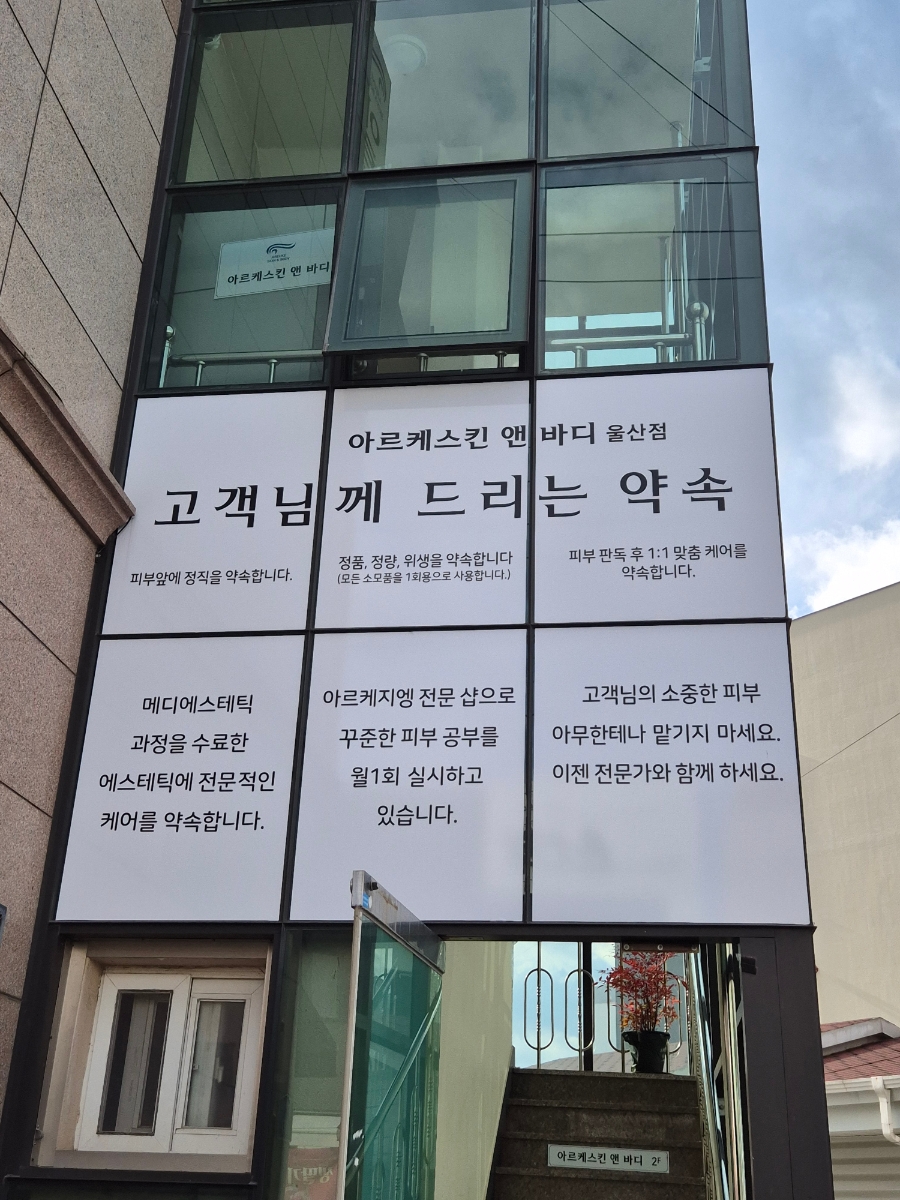 아르케스킨 앤 바디
아르케스킨 앤 바디 울산점
고객님께 드리는 약속
피부앞에 정직을 약속합니다.
정품, 정량, 위생을 약속합니다
(모든 소모품을 1회용으로 사용합니다.)
피부 판독 후 1:1 맞춤 케어를
약속합니다.
메디에스테틱
과정을 수료한
에스테틱에 전문적인
케어를 약속합니다.
아르케지엥 전문 샵으로
꾸준한 피부 공부를
월1회 실시하고
있습니다.
고객님의 소중한 피부
아무한테나 맡기지 마세요.
이젠 전문가와 함께 하세요.
아르케스킨 앤 바디 2F